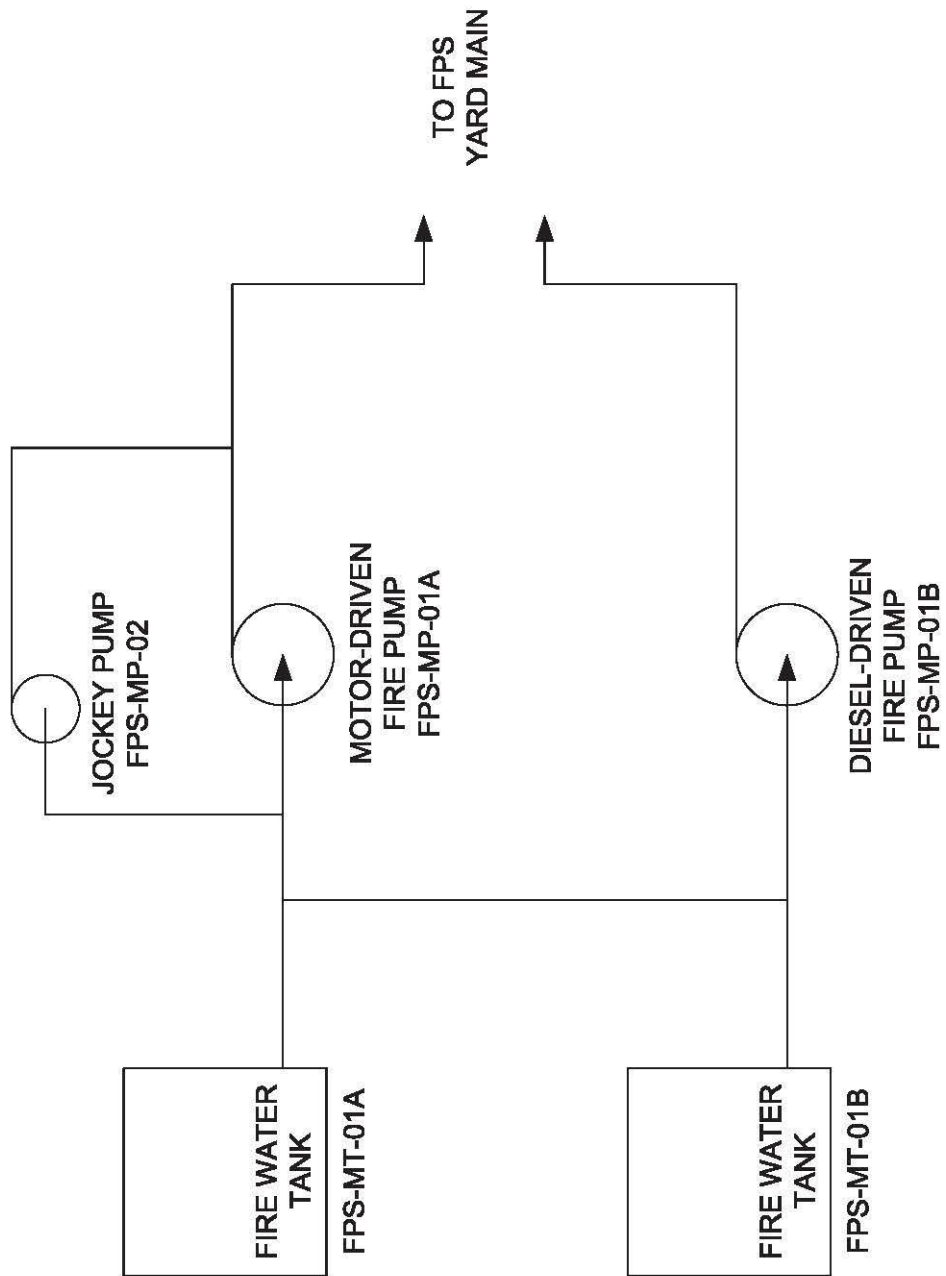 FIRE WATER
TANK
FPS-MT-01A
FIRE WATER
TANK
FPS-MT-01B
JOCKEY PUMP
FPS-MP-02
MOTOR-DRIVEN
FIRE PUMP
FPS-MP-01A
DIESEL-DRIVEN
FIRE PUMP
FPS-MP-01B
TO FPS
YARD MAIN